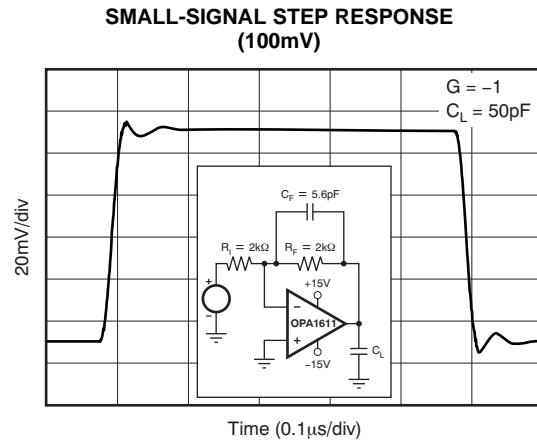 SMALL-SIGNAL STEP RESPONSE
(100mV)
G = −1
C_L = 50pF
20mV/div
C_F = 5.6pF
R_I = 2kΩ
R_F = 2kΩ
+15V
OPA1611
−15V
C_L
+
−
−
+
Time (0.1μs/div)